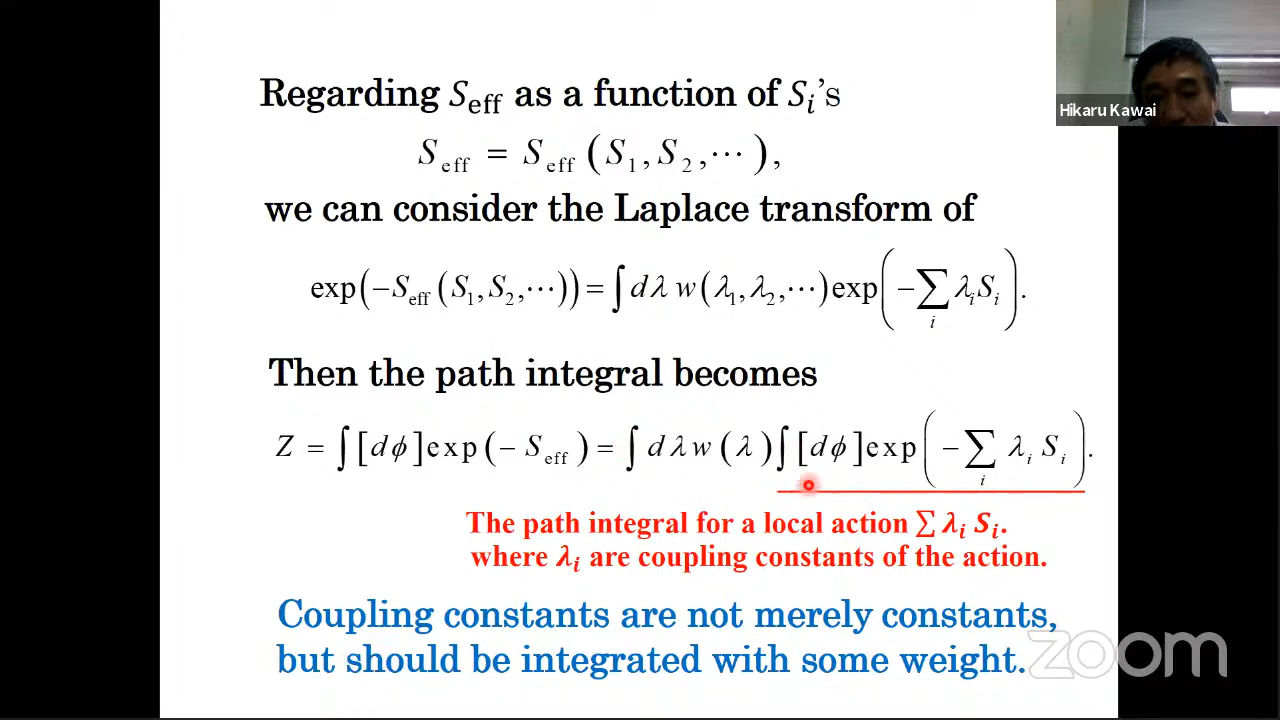 Regarding S_eff as a function of S_i's
S_eff = S_eff (S_1, S_2, ⋯),
we can consider the Laplace transform of
exp(−S_eff (S_1, S_2, ⋯)) = ∫ dλ w(λ_1, λ_2, ⋯) exp(−∑_i λ_i S_i).
Then the path integral becomes
Z = ∫ [dϕ] exp(−S_eff) = ∫ dλ w(λ) ∫ [dϕ] exp(−∑_i λ_i S_i).
The path integral for a local action ∑ λ_i S_i.
where λ_i are coupling constants of the action.
Coupling constants are not merely constants,
but should be integrated with some weight.
Hikaru Kawai
zoom